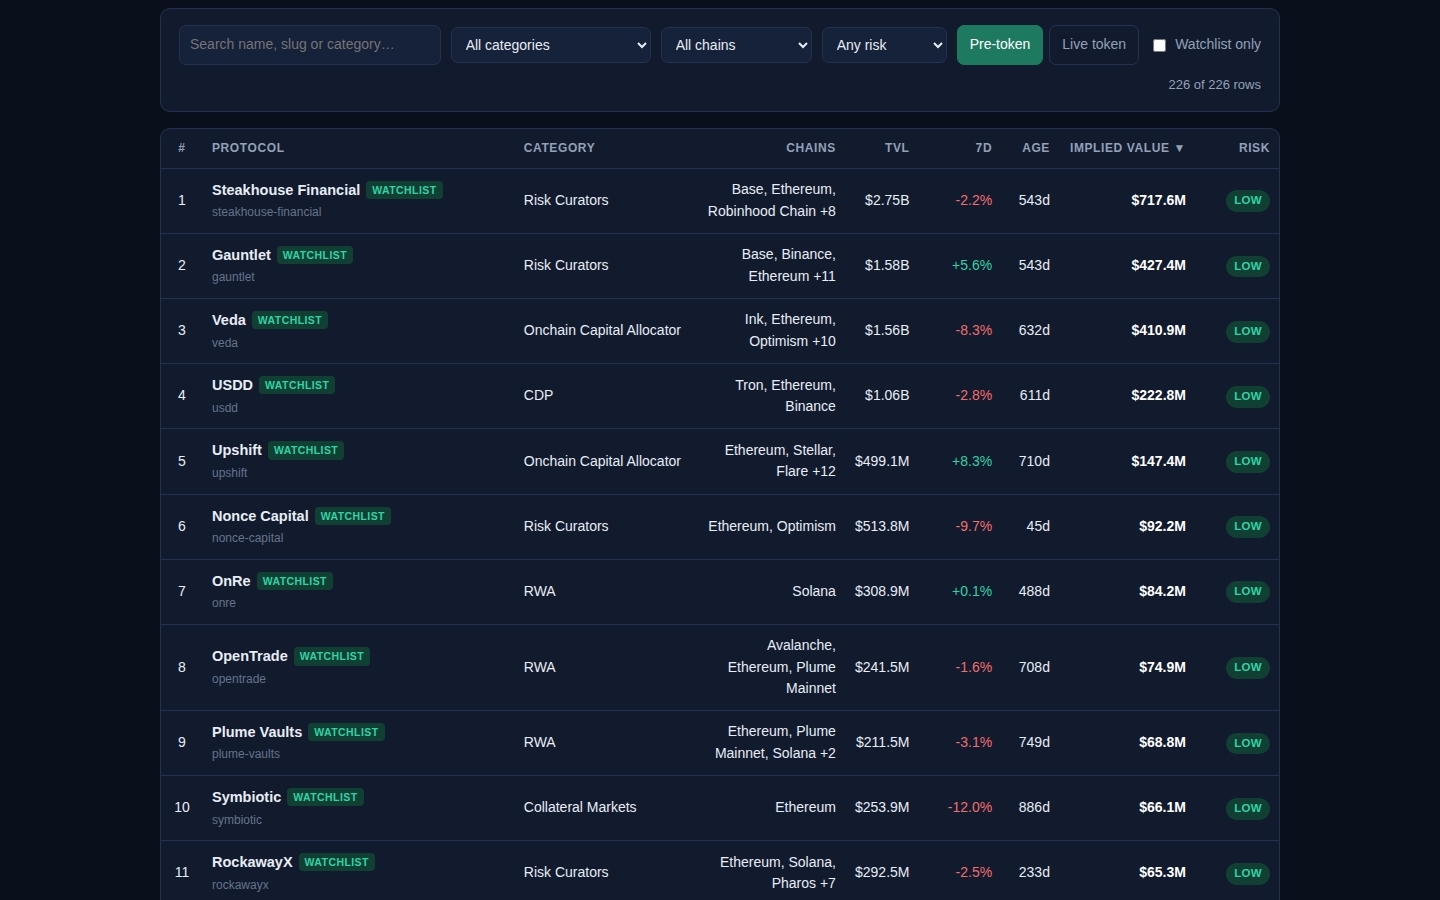 Search name, slug or category… All categories All chains Any risk Pre-token Live token Watchlist only
226 of 226 rows
# PROTOCOL CATEGORY CHAINS TVL 7D AGE IMPLIED VALUE ▼ RISK
1 Steakhouse Financial WATCHLIST
steakhouse-financial Risk Curators Base, Ethereum,
Robinhood Chain +8 $2.75B -2.2% 543d $717.6M LOW
2 Gauntlet WATCHLIST
gauntlet Risk Curators Base, Binance,
Ethereum +11 $1.58B +5.6% 543d $427.4M LOW
3 Veda WATCHLIST
veda Onchain Capital Allocator Ink, Ethereum,
Optimism +10 $1.56B -8.3% 632d $410.9M LOW
4 USDD WATCHLIST
usdd CDP Tron, Ethereum,
Binance $1.06B -2.8% 611d $222.8M LOW
5 Upshift WATCHLIST
upshift Onchain Capital Allocator Ethereum, Stellar,
Flare +12 $499.1M +8.3% 710d $147.4M LOW
6 Nonce Capital WATCHLIST
nonce-capital Risk Curators Ethereum, Optimism $513.8M -9.7% 45d $92.2M LOW
7 OnRe WATCHLIST
onre RWA Solana $308.9M +0.1% 488d $84.2M LOW
8 OpenTrade WATCHLIST
opentrade RWA Avalanche,
Ethereum, Plume
Mainnet $241.5M -1.6% 708d $74.9M LOW
9 Plume Vaults WATCHLIST
plume-vaults RWA Ethereum, Plume
Mainnet, Solana +2 $211.5M -3.1% 749d $68.8M LOW
10 Symbiotic WATCHLIST
symbiotic Collateral Markets Ethereum $253.9M -12.0% 886d $66.1M LOW
11 RockawayX WATCHLIST
rockawayx Risk Curators Ethereum, Solana,
Pharos +7 $292.5M -2.5% 233d $65.3M LOW